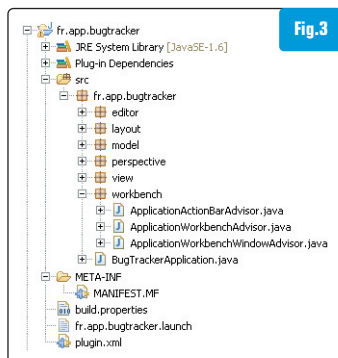 Fig.3
fr.app.bugtracker
JRE System Library [JavaSE-1.6]
Plug-in Dependencies
src
fr.app.bugtracker
editor
layout
model
perspective
view
workbench
ApplicationActionBarAdvisor.java
ApplicationWorkbenchAdvisor.java
ApplicationWorkbenchWindowAdvisor.java
BugTrackerApplication.java
META-INF
MANIFEST.MF
build.properties
fr.app.bugtracker.launch
plugin.xml